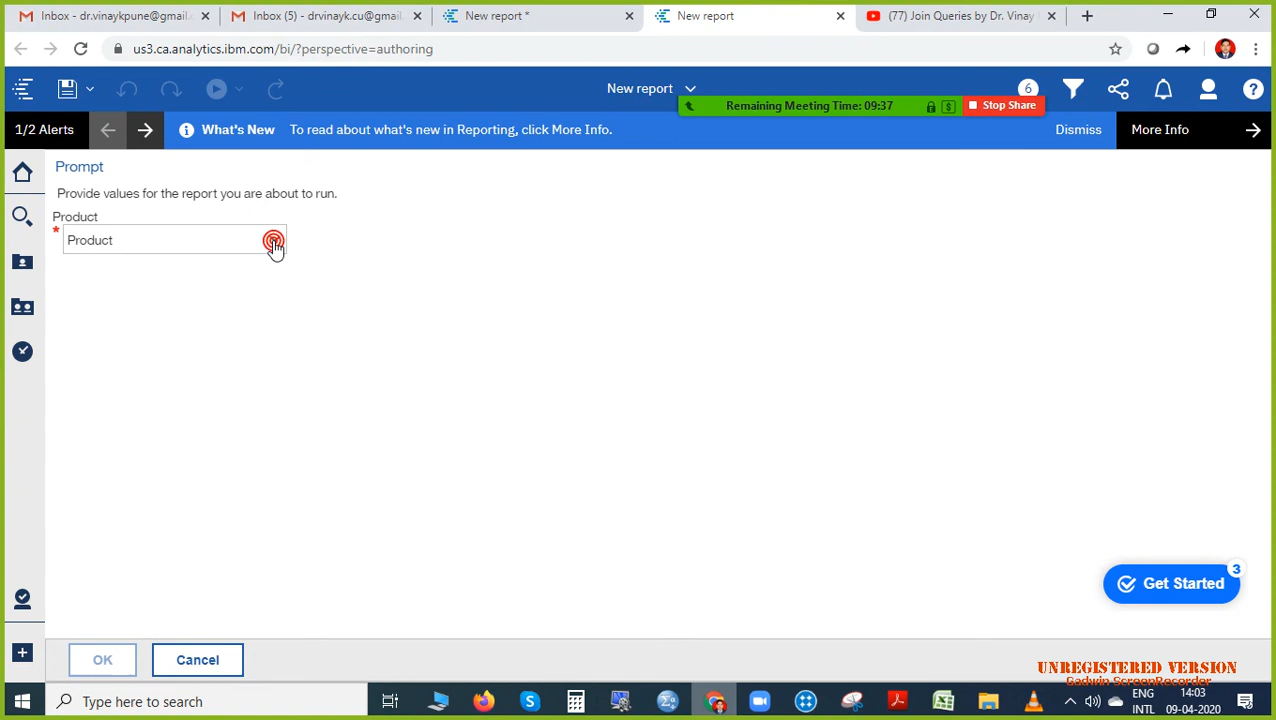 Inbox - dr.vinaykpune@gmail.c
Inbox (5) - drvinayk.cu@gmail
New report *
New report
(77) Join Queries by Dr. Vinay
us3.ca.analytics.ibm.com/bi/?perspective=authoring
New report
6
Remaining Meeting Time: 09:37
Stop Share
1/2 Alerts
What's New
To read about what's new in Reporting, click More Info.
Dismiss
More Info
Prompt
Provide values for the report you are about to run.
Product
* Product
3
Get Started
OK
Cancel
UNREGISTERED VERSION
Gadwin ScreenRecorder
Type here to search
ENG
INTL
14:03
09-04-2020